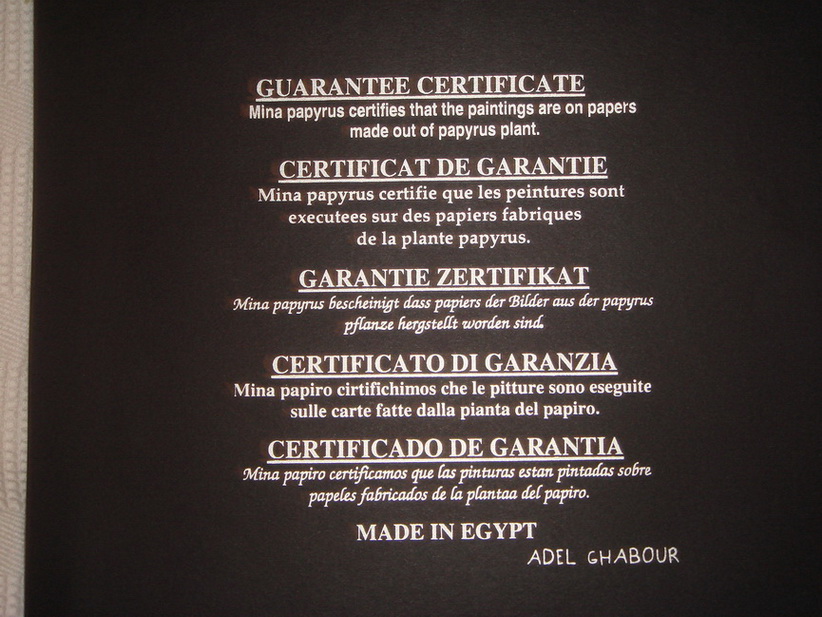 GUARANTEE CERTIFICATE
Mina papyrus certifies that the paintings are on papers
made out of papyrus plant.
CERTIFICAT DE GARANTIE
Mina papyrus certifie que les peintures sont
executees sur des papiers fabriques
de la plante papyrus.
GARANTIE ZERTIFIKAT
Mina papyrus bescheinigt dass papiers der Bilder aus der papyrus
pflanze hergstellt worden sind.
CERTIFICATO DI GARANZIA
Mina papiro cirtifichimos che le pitture sono eseguite
sulle carte fatte dalla pianta del papiro.
CERTIFICADO DE GARANTIA
Mina papiro certificamos que las pinturas estan pintadas sobre
papeles fabricados de la plantaa del papiro.
MADE IN EGYPT
ADEL GHABOUR